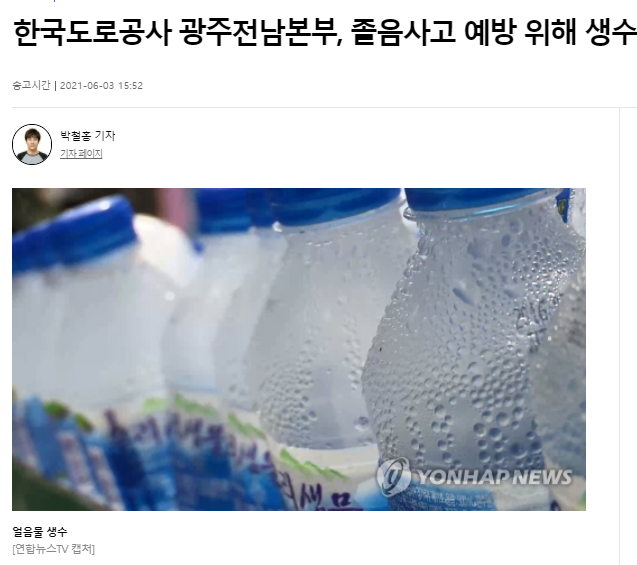 한국도로공사 광주전남본부, 졸음사고 예방 위해 생수
송고시간 | 2021-06-03 15:52
박철홍 기자
기자 페이지
YONHAP NEWS
얼음물 생수
[연합뉴스TV 캡처]